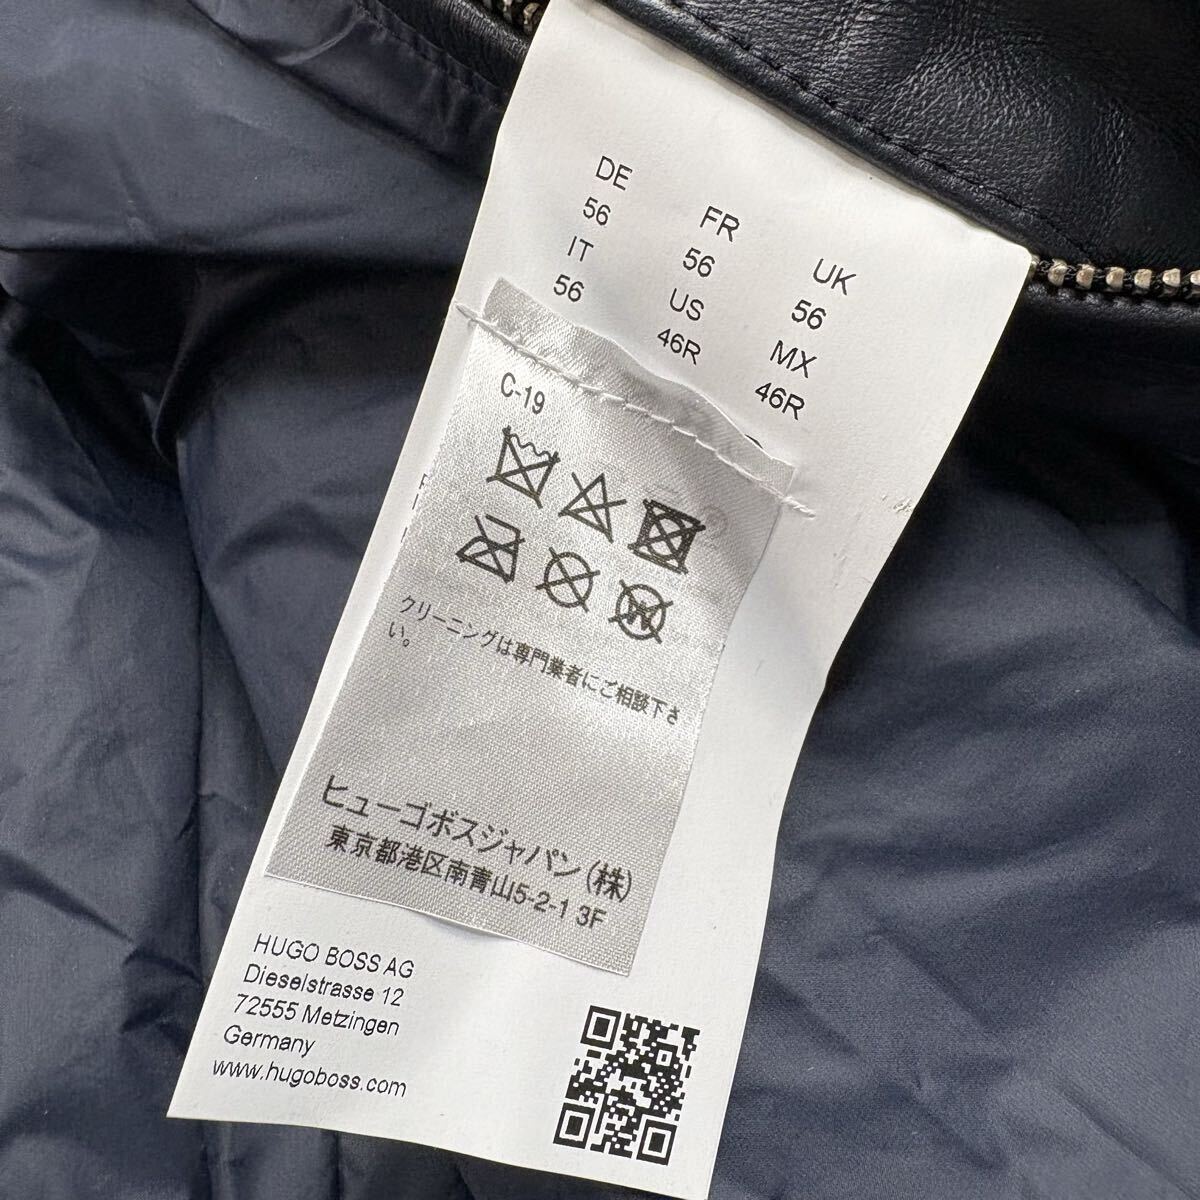 DE
56
IT
56
FR
56
US
46R
UK
56
MX
46R
C-19
クリーニングは専門業者にご相談下さ
い。
ヒューゴボスジャパン(株)
東京都港区南青山5-2-1 3F
HUGO BOSS AG
Dieselstrasse 12
72555 Metzingen
Germany
www.hugoboss.com